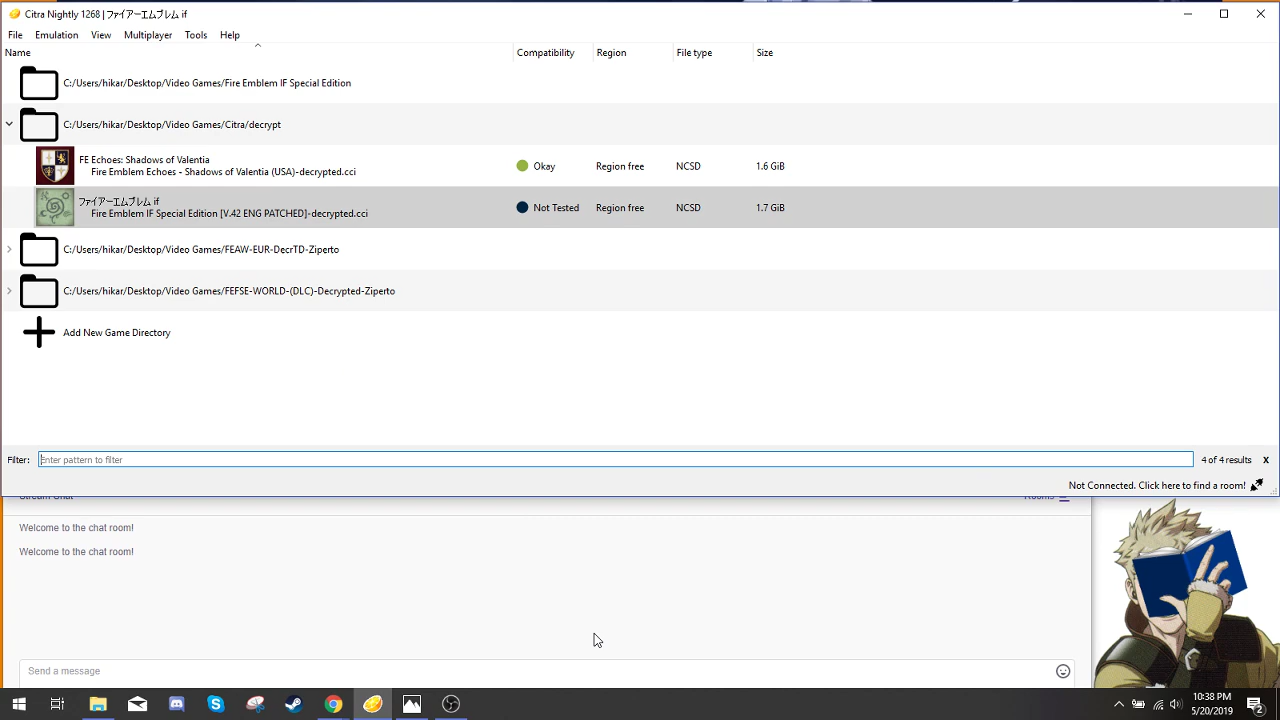 Citra Nightly 1268 | ファイアーエムブレム if
File Emulation View Multiplayer Tools Help
Name Compatibility Region File type Size
C:/Users/hikar/Desktop/Video Games/Fire Emblem IF Special Edition
C:/Users/hikar/Desktop/Video Games/Citra/decrypt
FE Echoes: Shadows of Valentia
Fire Emblem Echoes - Shadows of Valentia (USA)-decrypted.cci
Okay Region free NCSD 1.6 GiB
ファイアーエムブレム if
Fire Emblem IF Special Edition [V.42 ENG PATCHED]-decrypted.cci
Not Tested Region free NCSD 1.7 GiB
C:/Users/hikar/Desktop/Video Games/FEAW-EUR-DecrTD-Ziperto
C:/Users/hikar/Desktop/Video Games/FEFSE-WORLD-(DLC)-Decrypted-Ziperto
Add New Game Directory
Filter: Enter pattern to filter 4 of 4 results x
Not Connected. Click here to find a room!
Stream Chat Rooms
Welcome to the chat room!
Welcome to the chat room!
Send a message
10:38 PM
5/20/2019
2